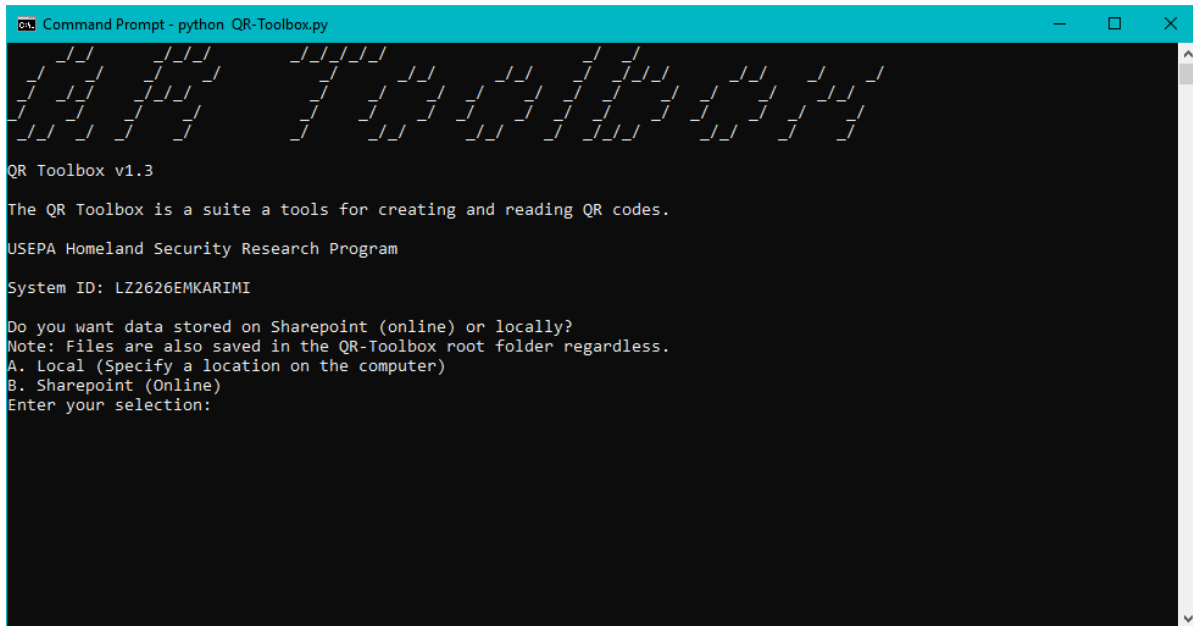 Command Prompt - python QR-Toolbox.py
QR Toolbox
QR Toolbox v1.3
The QR Toolbox is a suite a tools for creating and reading QR codes.
USEPA Homeland Security Research Program
System ID: LZ2626EMKARIMI
Do you want data stored on Sharepoint (online) or locally?
Note: Files are also saved in the QR-Toolbox root folder regardless.
A. Local (Specify a location on the computer)
B. Sharepoint (Online)
Enter your selection: